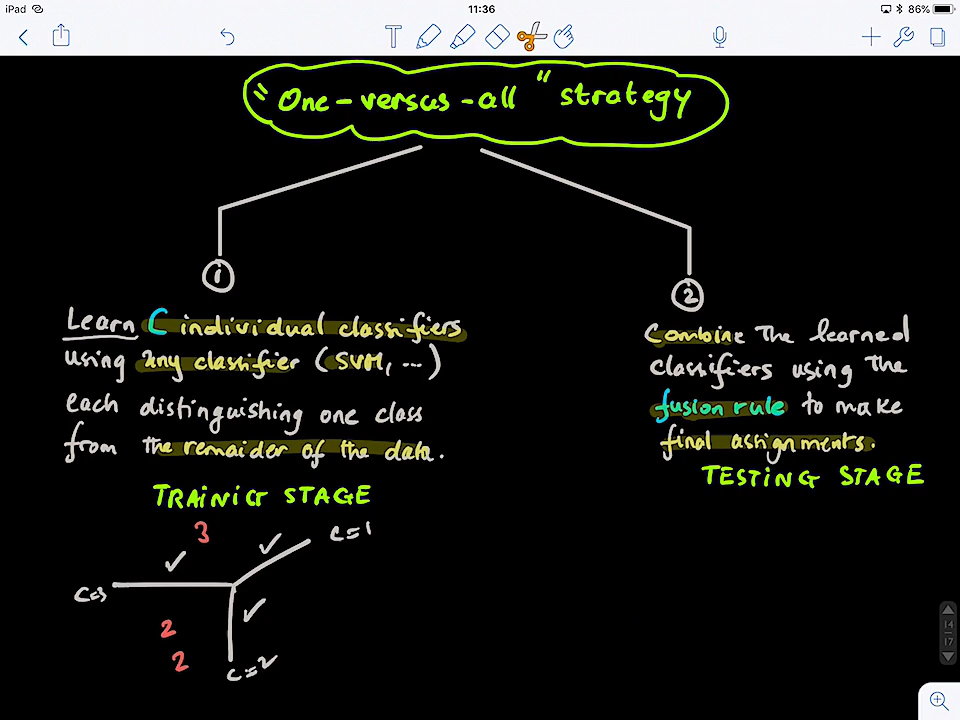 iPad
11:36
86%
"One-versus-all" strategy
1
Learn C individual classifiers
using any classifier (SVM, ...)
each distinguishing one class
from the remainder of the data.
TRAINIG STAGE
3
C=1
C=3
2
2
C=2
2
Combine the learned
classifiers using the
fusion rule to make
final assignments.
TESTING STAGE
14
17